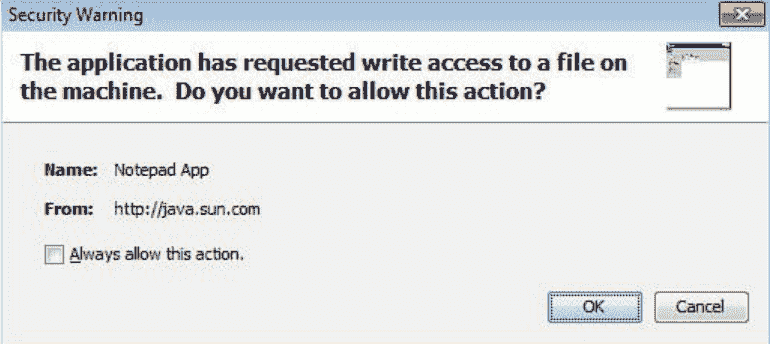 Security Warning
The application has requested write access to a file on
the machine.  Do you want to allow this action?
Name: Notepad App
From: http://java.sun.com
Always allow this action.
OK Cancel